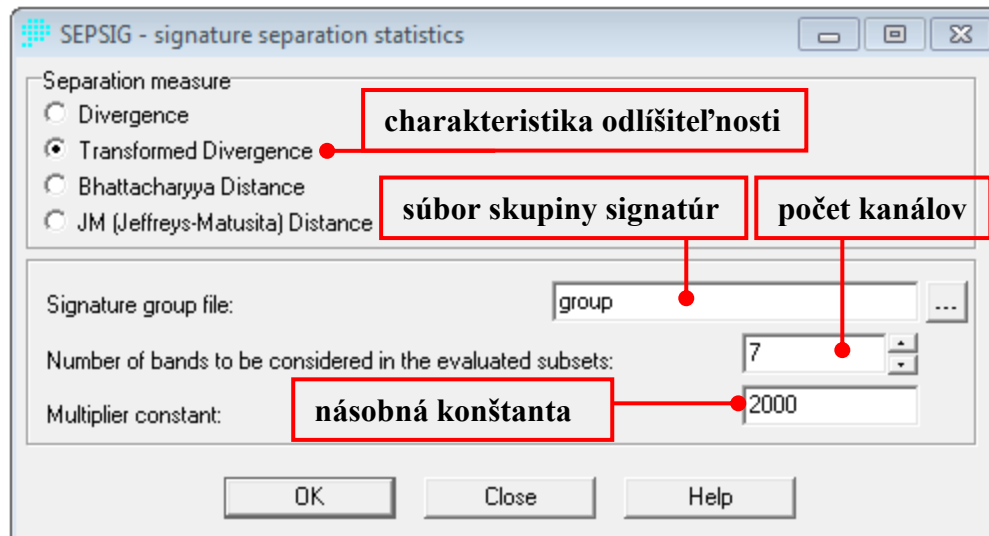 SEPSIG - signature separation statistics
Separation measure
Divergence
charakteristika odlíšiteľnosti
Transformed Divergence
Bhattacharyya Distance
súbor skupiny signatúr
počet kanálov
JM (Jeffreys-Matusita) Distance
Signature group file:
group
...
Number of bands to be considered in the evaluated subsets:
7
Multiplier constant:
násobná konštanta
2000
OK
Close
Help